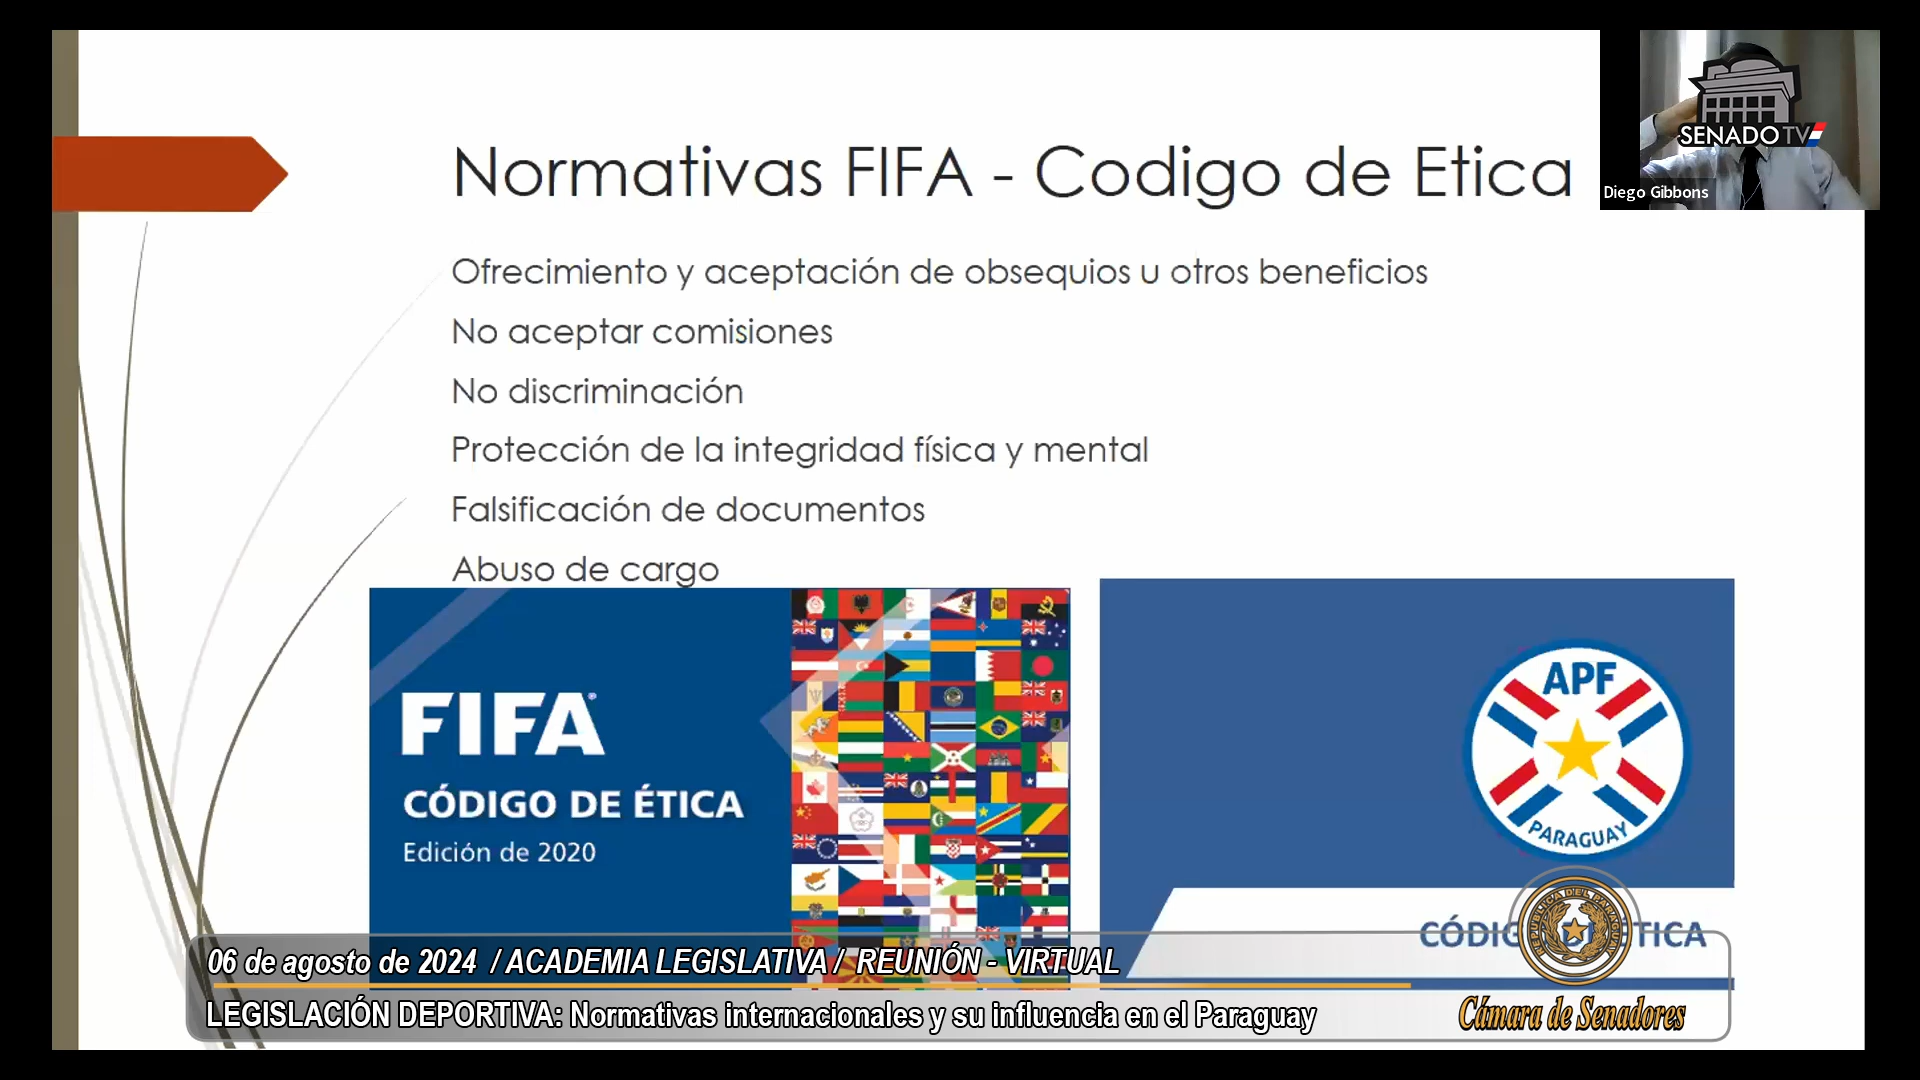 Normativas FIFA - Codigo de Etica
SENADO TV
Diego Gibbons
Ofrecimiento y aceptación de obsequios u otros beneficios
No aceptar comisiones
No discriminación
Protección de la integridad física y mental
Falsificación de documentos
Abuso de cargo
FIFA®
CÓDIGO DE ÉTICA
Edición de 2020
APF
PARAGUAY
06 de agosto de 2024 / ACADEMIA LEGISLATIVA / REUNIÓN - VIRTUAL
LEGISLACIÓN DEPORTIVA: Normativas internacionales y su influencia en el Paraguay
Cámara de Senadores